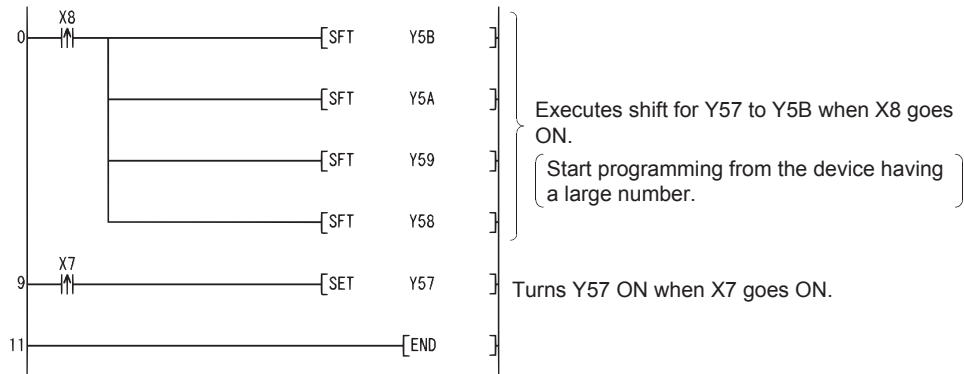 X8
0 [SFT Y5B ]
[SFT Y5A ]
[SFT Y59 ]
[SFT Y58 ]
Executes shift for Y57 to Y5B when X8 goes
ON.
Start programming from the device having
a large number.
X7
9 [SET Y57 ]
Turns Y57 ON when X7 goes ON.
11 [END ]